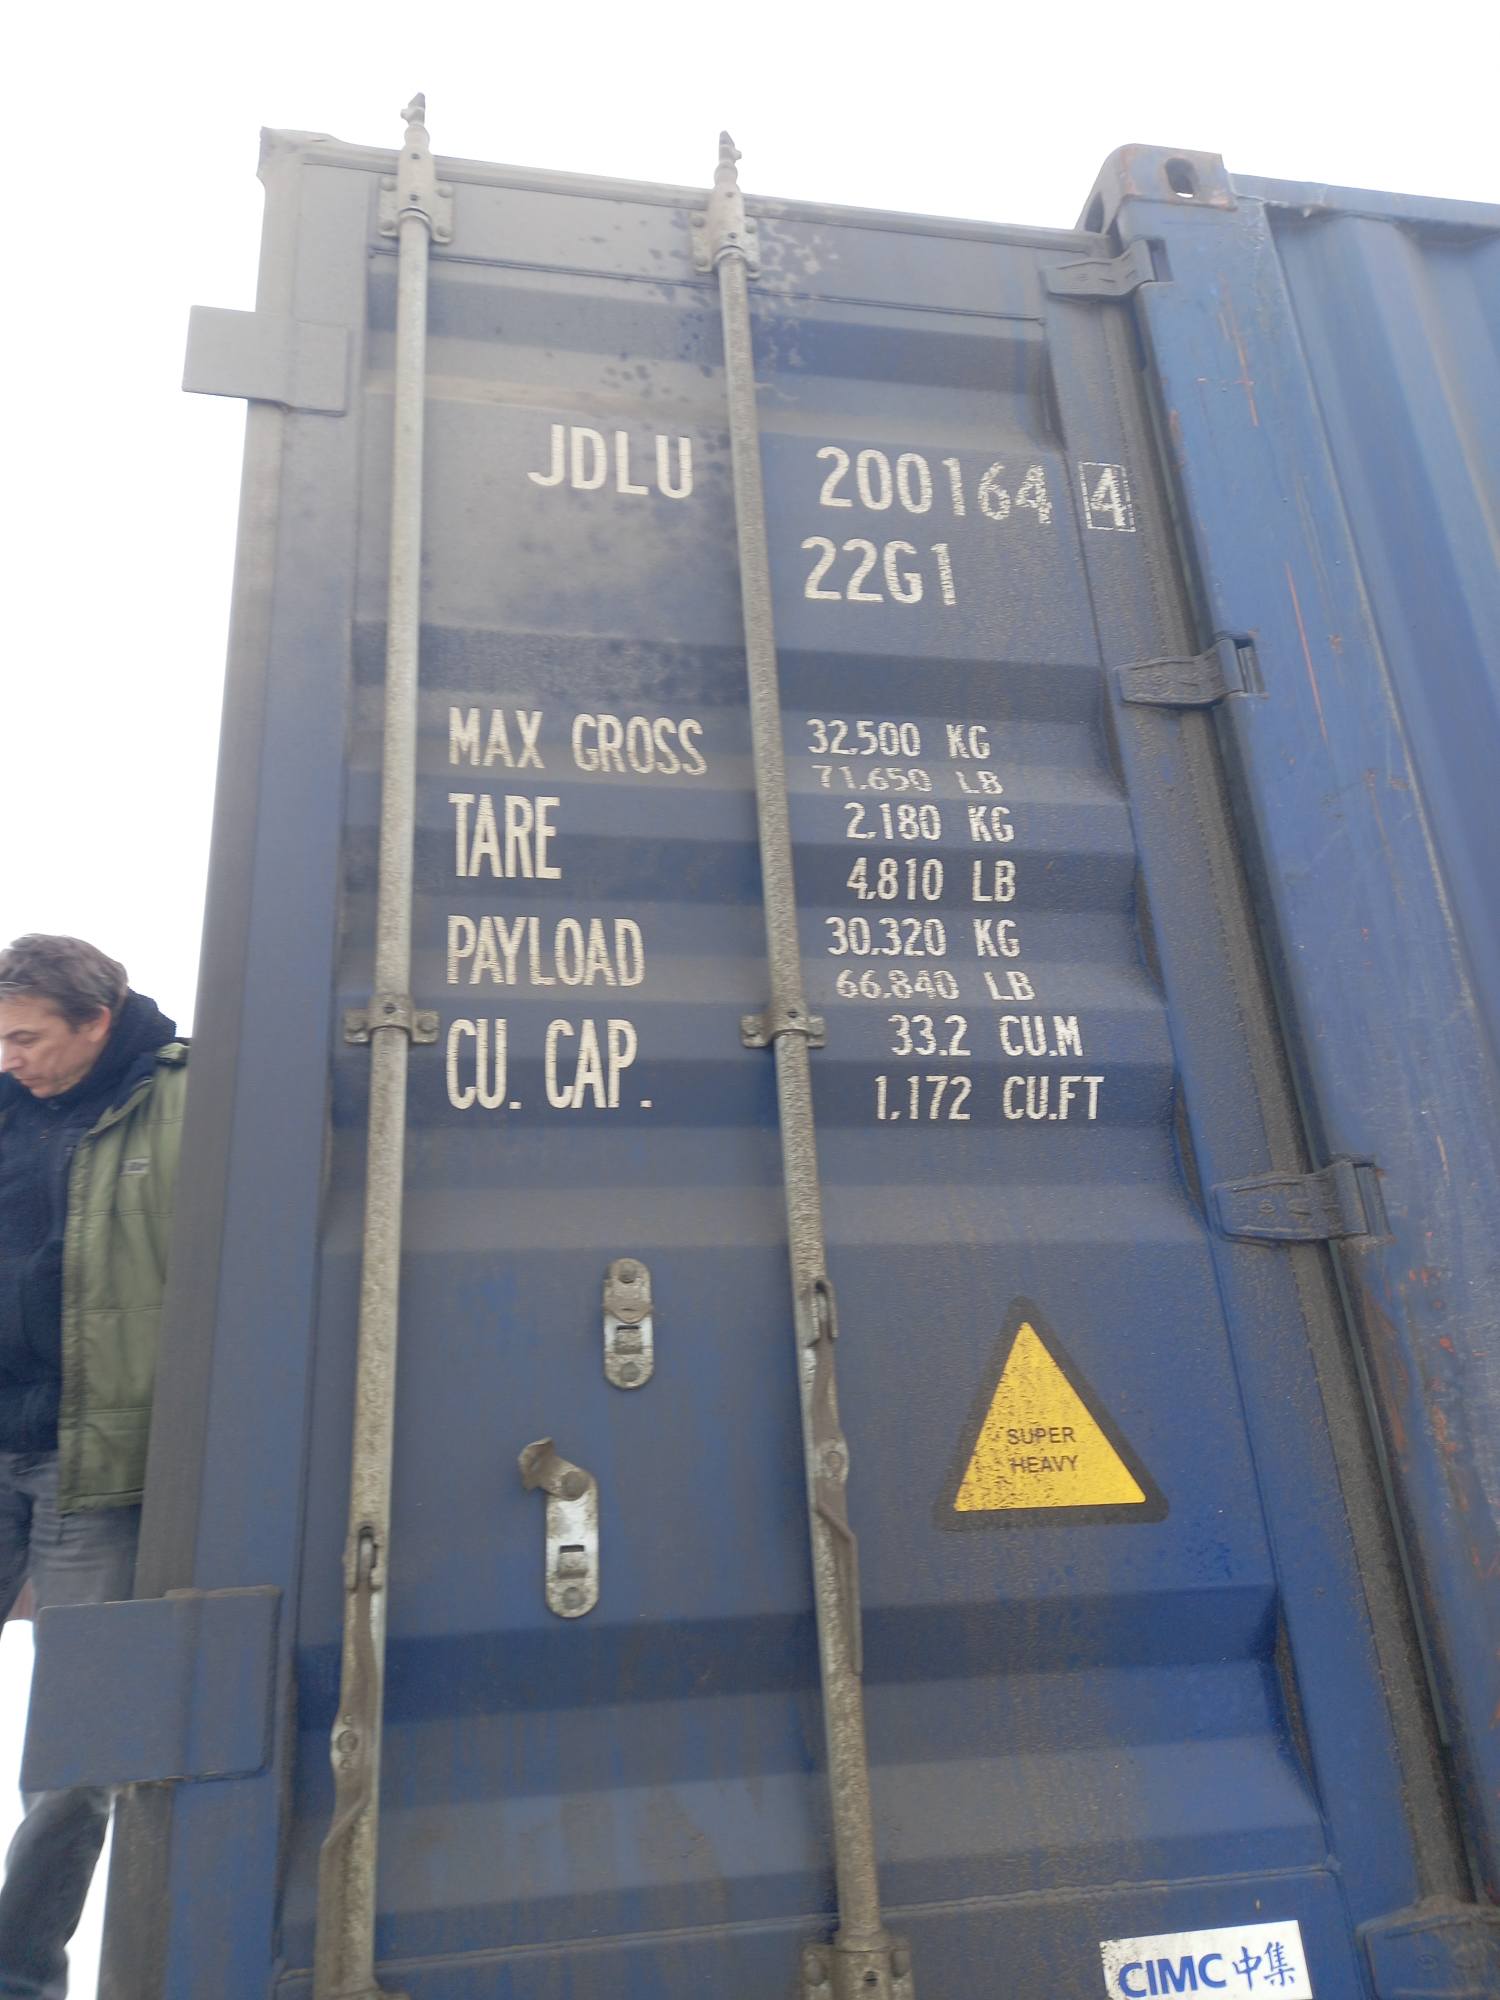 JDLU 200164 4
22G1
MAX GROSS 32.500 KG
71.650 LB
TARE 2.180 KG
4.810 LB
PAYLOAD 30.320 KG
66.840 LB
CU. CAP. 33.2 CU.M
1.172 CU.FT
SUPER
HEAVY
CIMC 中集